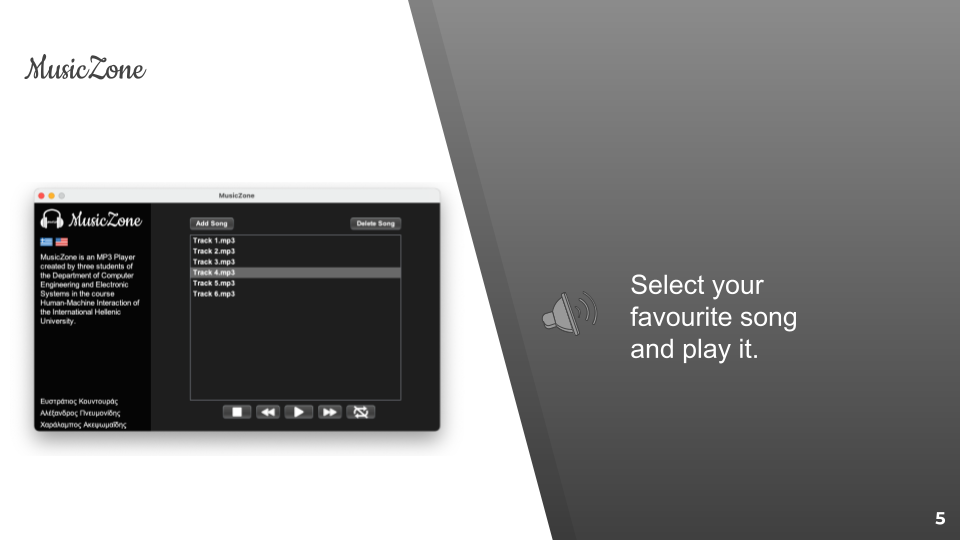 MusicZone
MusicZone
MusicZone
MusicZone is an MP3 Player
created by three students of
the Department of Computer
Engineering and Electronic
Systems in the course
Human-Machine Interaction of
the International Hellenic
University.
Ευστράτιος Κουντουράς
Αλέξανδρος Πνευμονίδης
Χαράλαμπος Ακεψωμαΐδης
Add Song
Delete Song
Track 1.mp3
Track 2.mp3
Track 3.mp3
Track 4.mp3
Track 5.mp3
Track 6.mp3
Select your
favourite song
and play it.
5